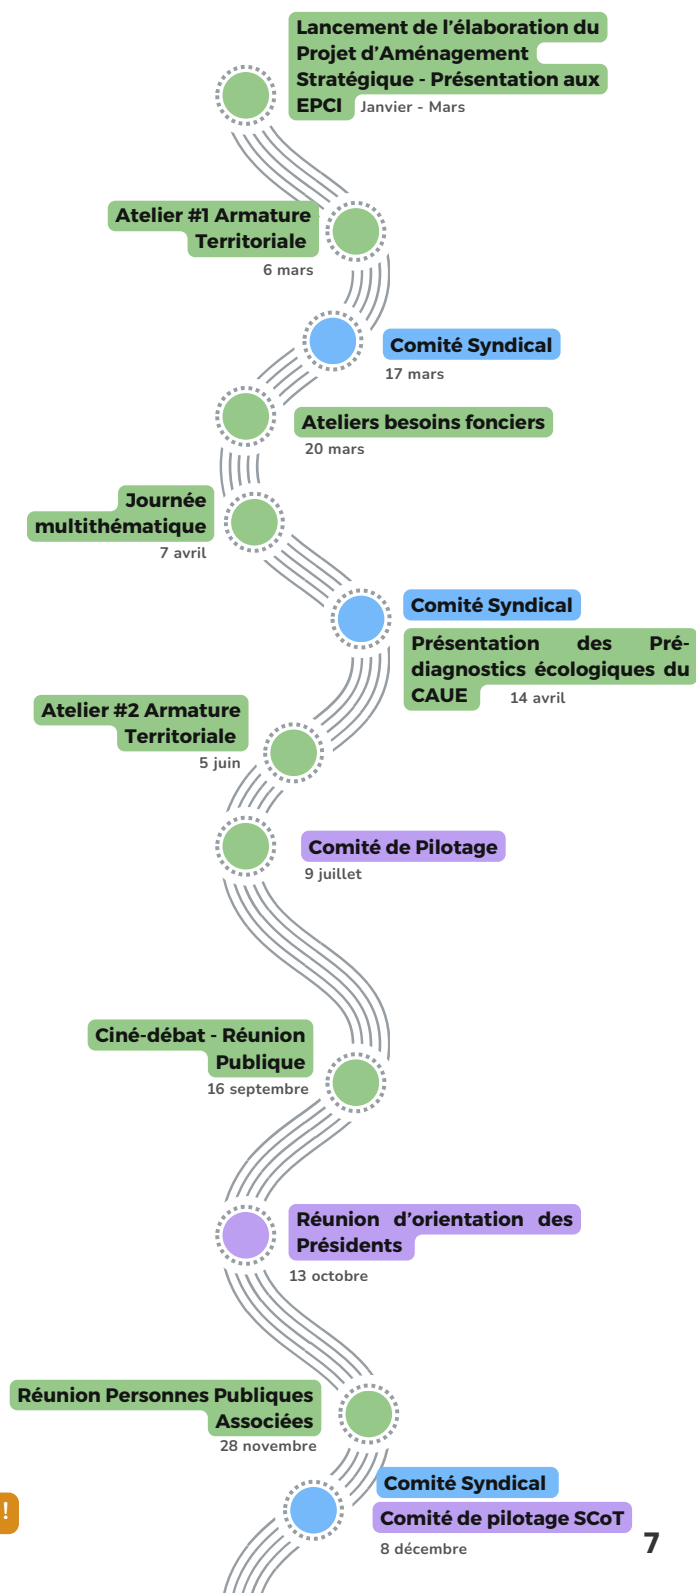 Lancement de l’élaboration du
Projet d’Aménagement
Stratégique - Présentation aux
EPCI Janvier - Mars
Atelier #1 Armature
Territoriale
6 mars
Comité Syndical
17 mars
Ateliers besoins fonciers
20 mars
Journée
multithématique
7 avril
Comité Syndical
Présentation des Pré-
diagnostics écologiques du
CAUE 14 avril
Atelier #2 Armature
Territoriale
5 juin
Comité de Pilotage
9 juillet
Ciné-débat - Réunion
Publique
16 septembre
Réunion d’orientation des
Présidents
13 octobre
Réunion Personnes Publiques
Associées
28 novembre
Comité Syndical
!
Comité de pilotage SCoT
8 décembre
7